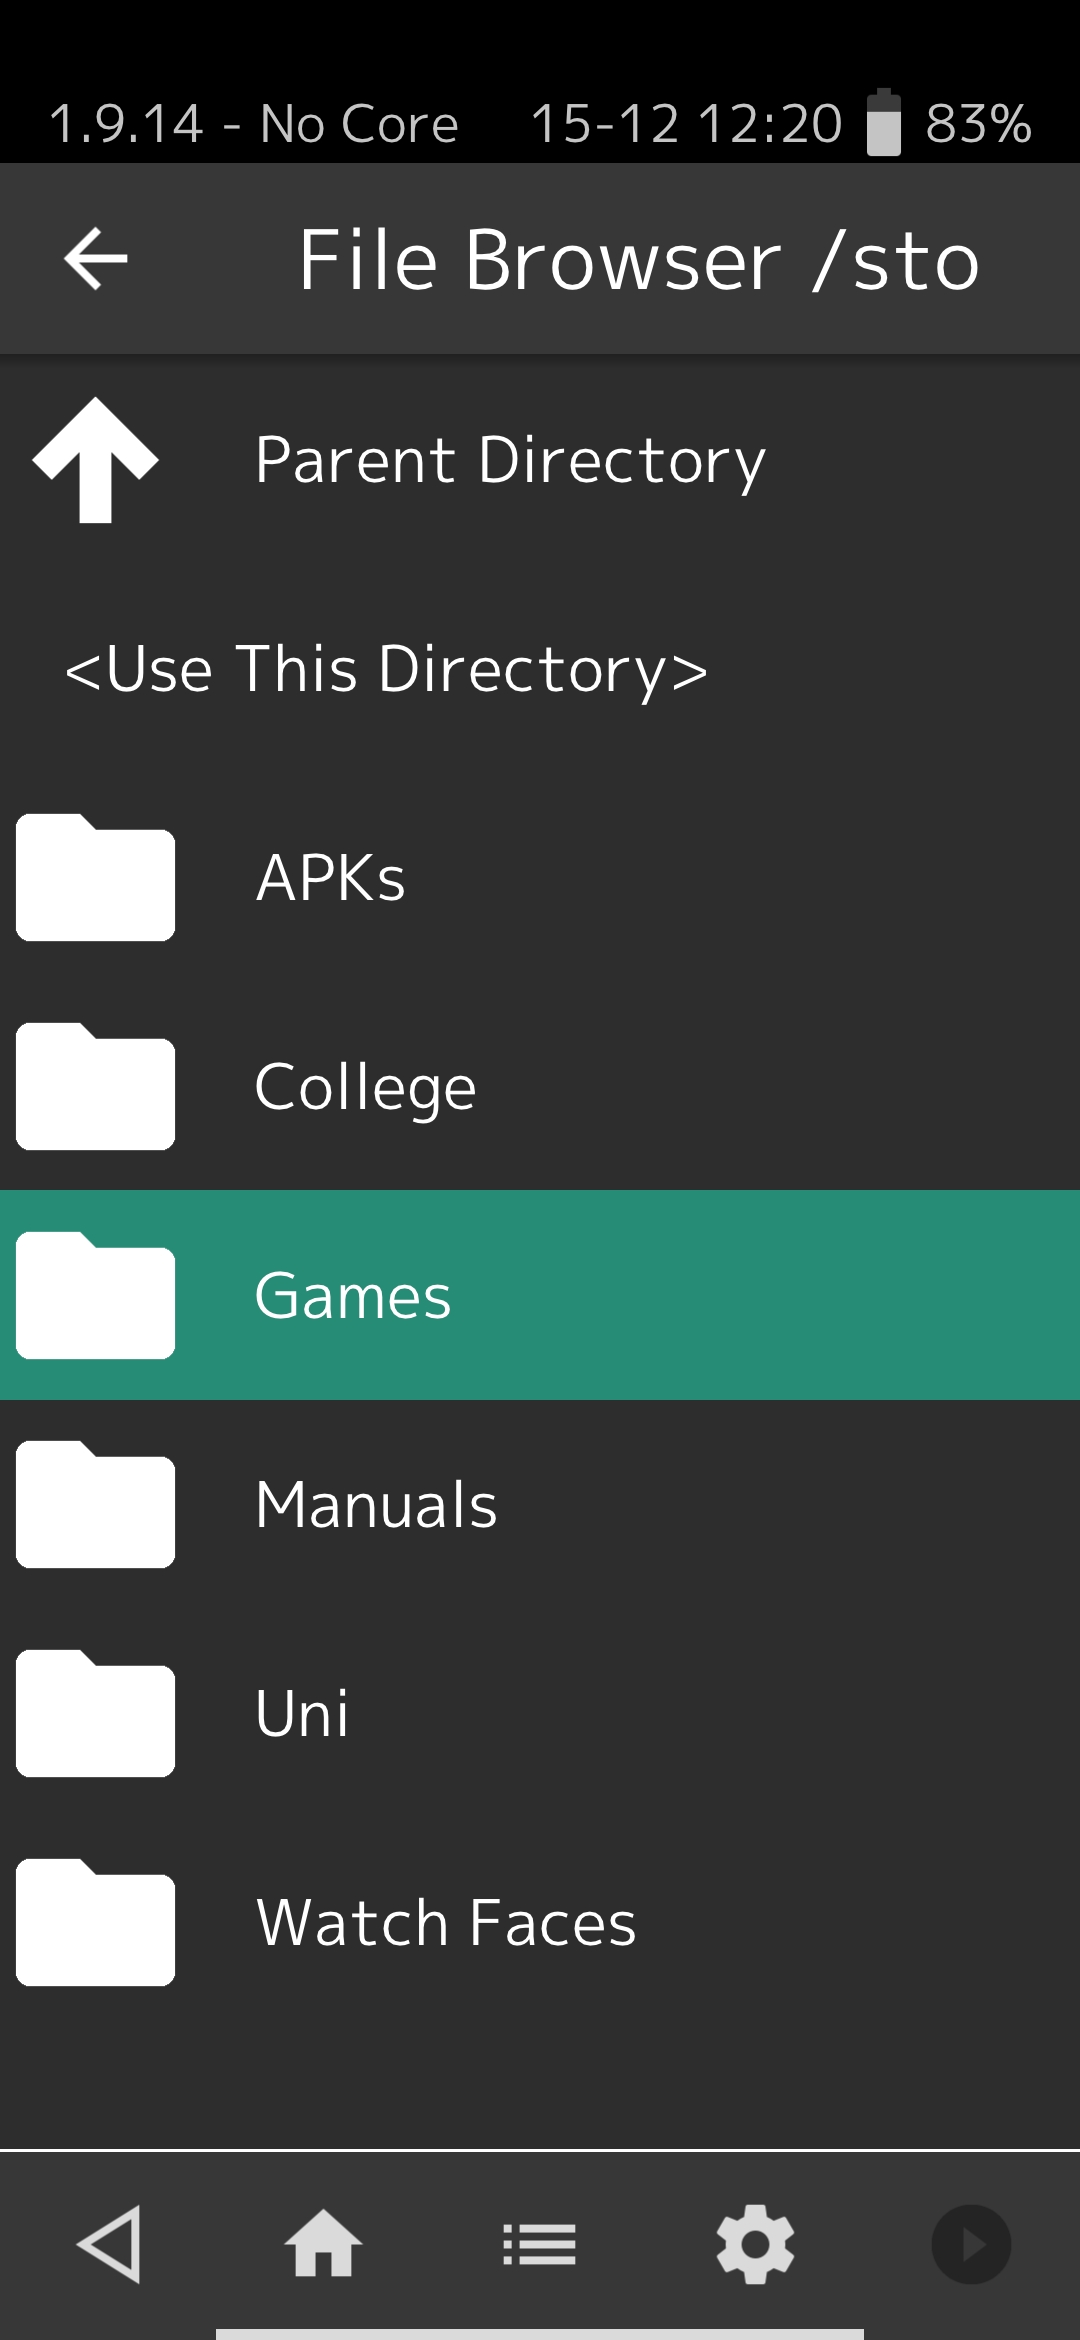 1.9.14 - No Core 15-12 12:20 83%
File Browser /sto
Parent Directory
<Use This Directory>
APKs
College
Games
Manuals
Uni
Watch Faces